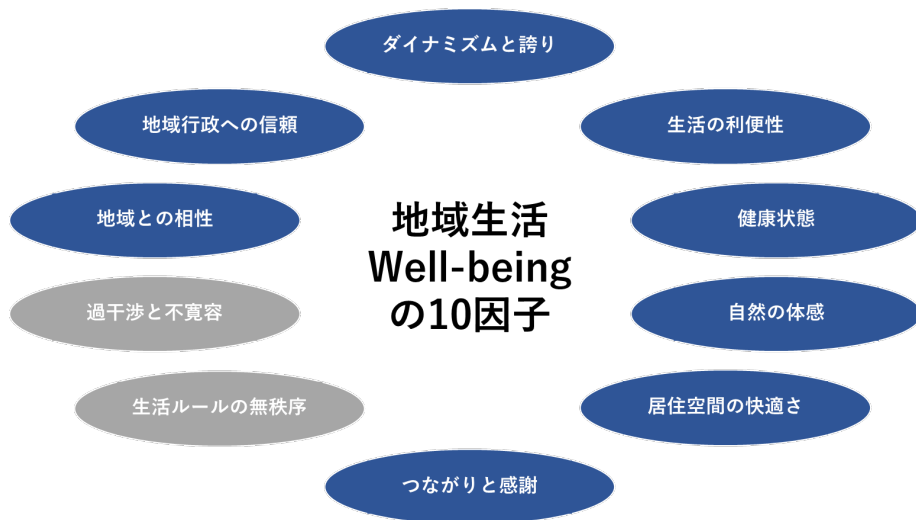 ダイナミズムと誇り
地域行政への信頼
生活の利便性
地域との相性
地域生活
Well-being
の10因子
健康状態
過干渉と不寛容
自然の体感
生活ルールの無秩序
居住空間の快適さ
つながりと感謝